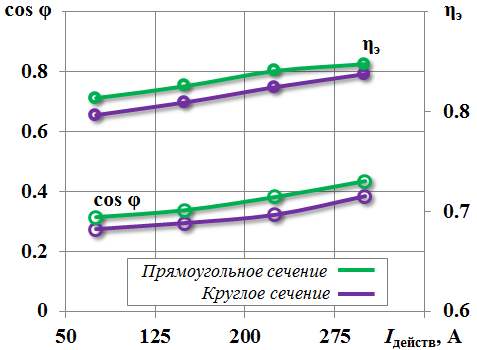 cos φ
ηэ
0.8
ηэ
0.8
0.6
0.4
cos φ
0.7
0.2
Прямоугольное сечение
Круглое сечение
0
0.6
50
125
200
275
Iдейств, А